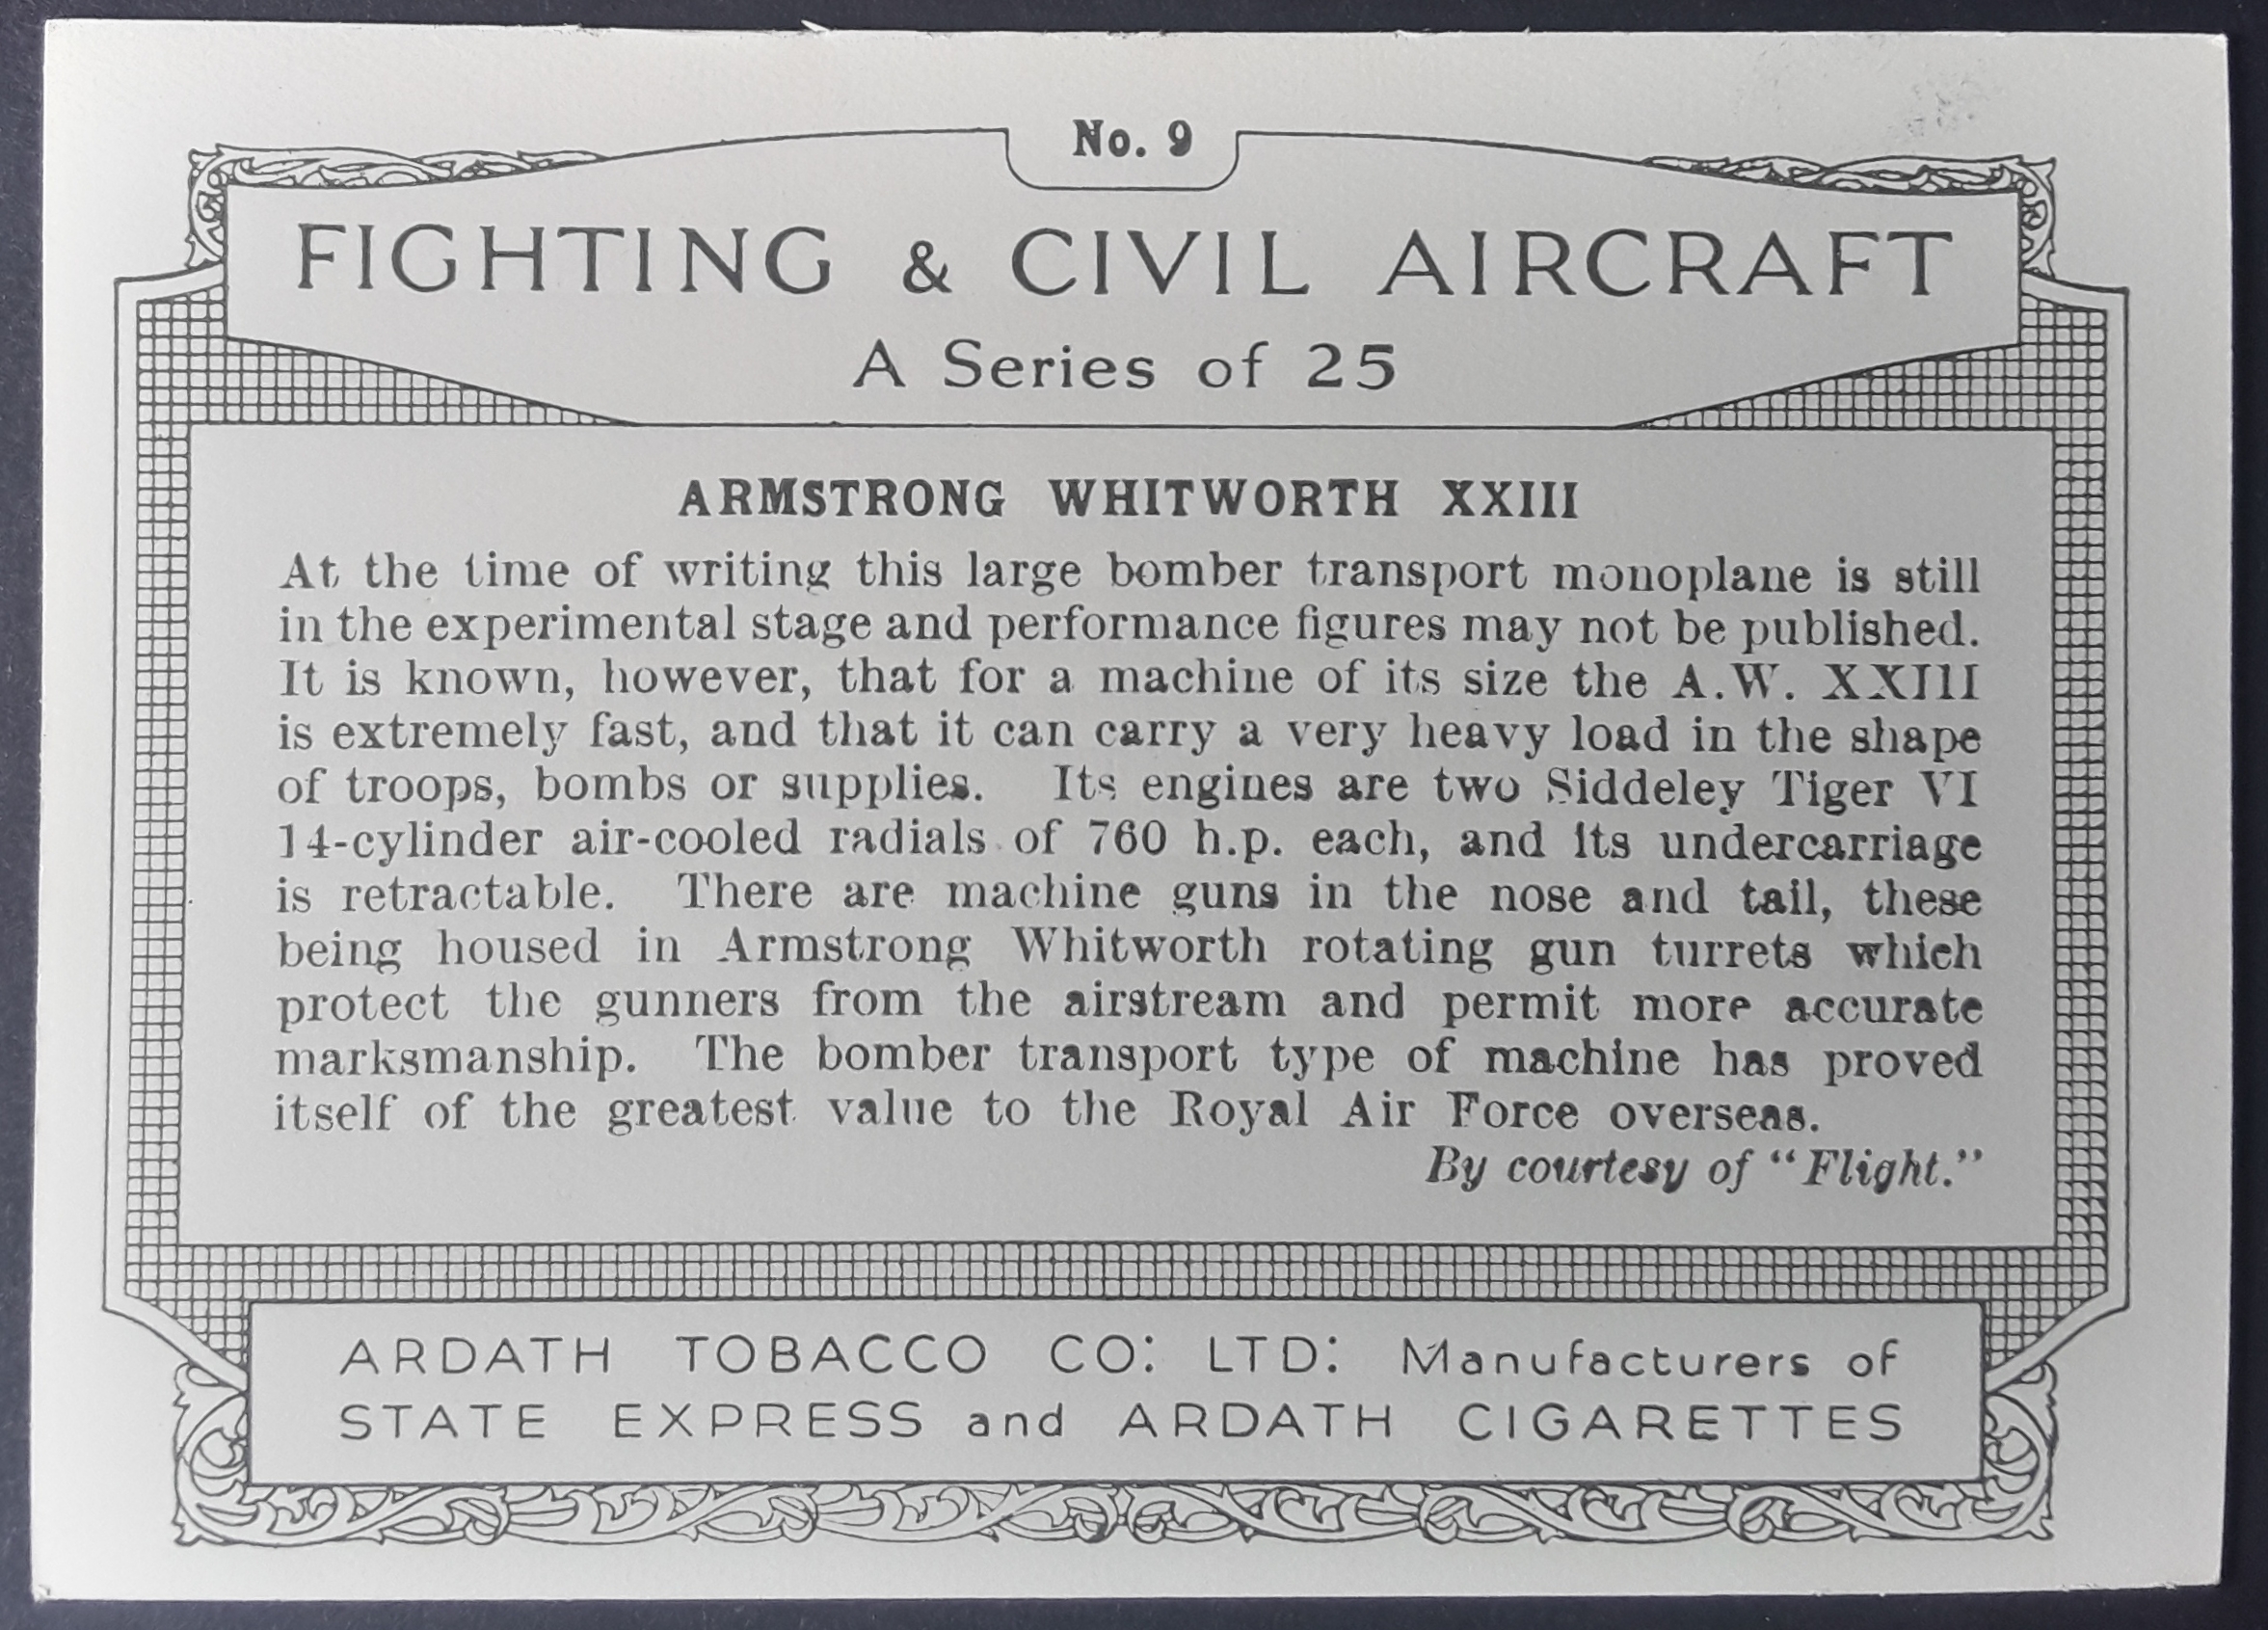 No. 9
FIGHTING & CIVIL AIRCRAFT
A Series of 25
ARMSTRONG WHITWORTH XXIII
At the time of writing this large bomber transport monoplane is still
in the experimental stage and performance figures may not be published.
It is known, however, that for a machine of its size the A.W. XXIII
is extremely fast, and that it can carry a very heavy load in the shape
of troops, bombs or supplies. Its engines are two Siddeley Tiger VI
14-cylinder air-cooled radials of 760 h.p. each, and its undercarriage
is retractable. There are machine guns in the nose and tail, these
being housed in Armstrong Whitworth rotating gun turrets which
protect the gunners from the airstream and permit more accurate
marksmanship. The bomber transport type of machine has proved
itself of the greatest value to the Royal Air Force overseas.
By courtesy of “Flight.”
ARDATH TOBACCO CO: LTD: Manufacturers of
STATE EXPRESS and ARDATH CIGARETTES